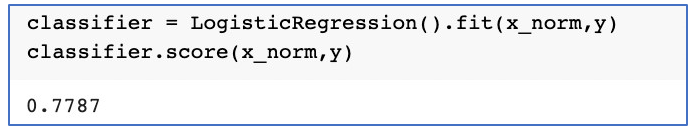 classifier = LogisticRegression().fit(x_norm,y)
classifier.score(x_norm,y)
0.7787